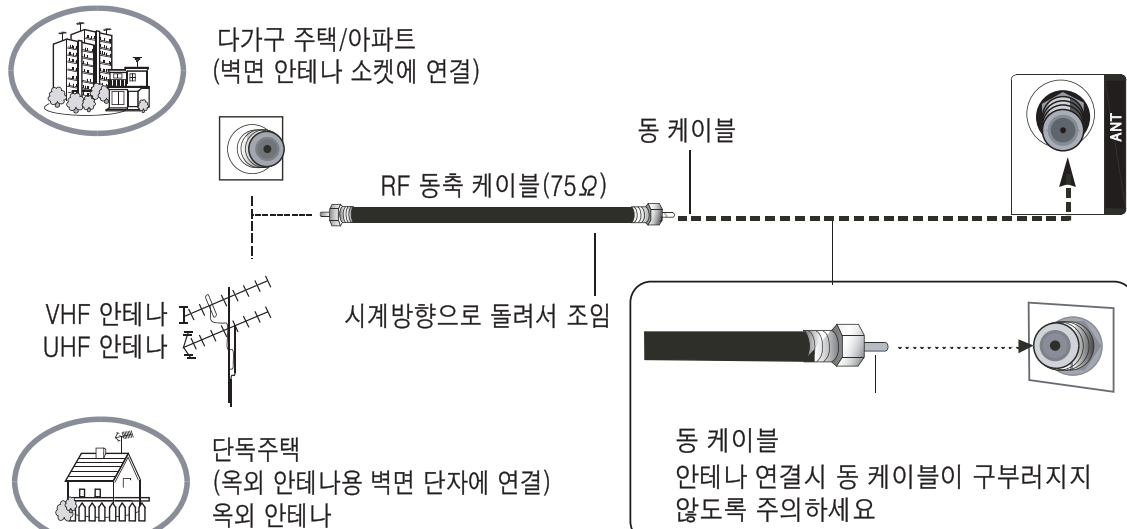 다가구 주택/아파트
(벽면 안테나 소켓에 연결)
ANT
동 케이블
RF 동축 케이블(75Ω)
시계방향으로 돌려서 조임
VHF 안테나
UHF 안테나
동 케이블
안테나 연결시 동 케이블이 구부러지지
않도록 주의하세요
단독주택
(옥외 안테나용 벽면 단자에 연결)
옥외 안테나